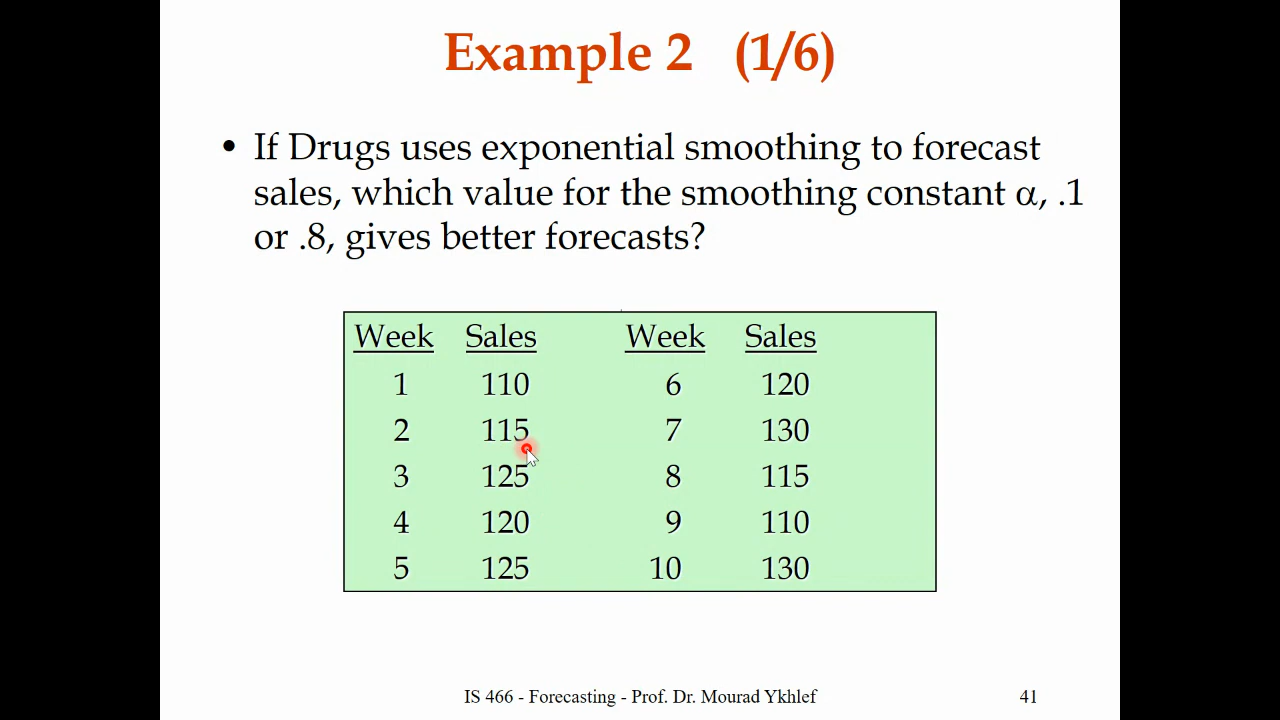 Example 2 (1/6)
• If Drugs uses exponential smoothing to forecast
sales, which value for the smoothing constant α, .1
or .8, gives better forecasts?
Week Sales Week Sales
1 110 6 120
2 115 7 130
3 125 8 115
4 120 9 110
5 125 10 130
IS 466 - Forecasting - Prof. Dr. Mourad Ykhlef 41